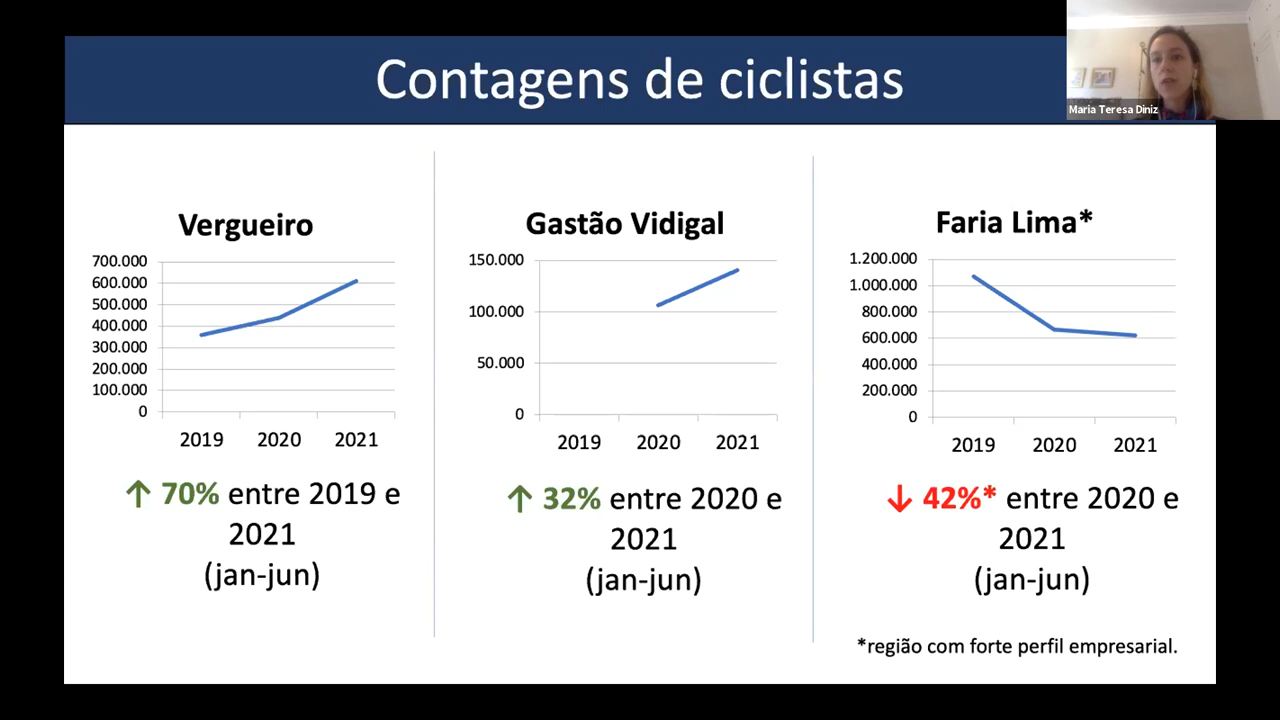 Contagens de ciclistas
Maria Teresa Diniz
Vergueiro
700.000
600.000
500.000
400.000
300.000
200.000
100.000
0
2019 2020 2021
↑ 70% entre 2019 e
2021
(jan-jun)
Gastão Vidigal
150.000
100.000
50.000
0
2019 2020 2021
↑ 32% entre 2020 e
2021
(jan-jun)
Faria Lima*
1.200.000
1.000.000
800.000
600.000
400.000
200.000
0
2019 2020 2021
↓ 42%* entre 2020 e
2021
(jan-jun)
*região com forte perfil empresarial.